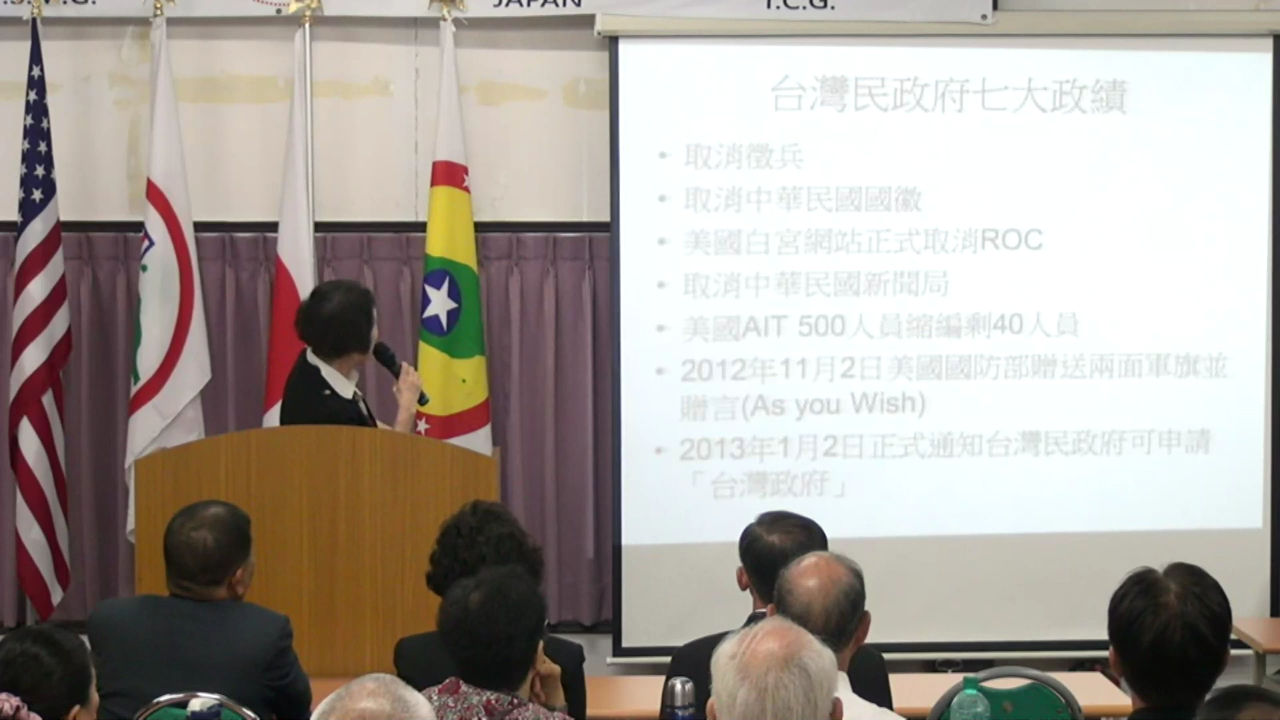 JAPAN
T.C.G.
台灣民政府七大政績
• 取消徵兵
• 取消中華民國國徽
• 美國白宮網站正式取消ROC
• 取消中華民國新聞局
• 美國AIT 500人員縮編剩40人員
• 2012年11月2日美國國防部贈送兩面軍旗並
贈言(As you Wish)
• 2013年1月2日正式通知台灣民政府可申請
「台灣政府」